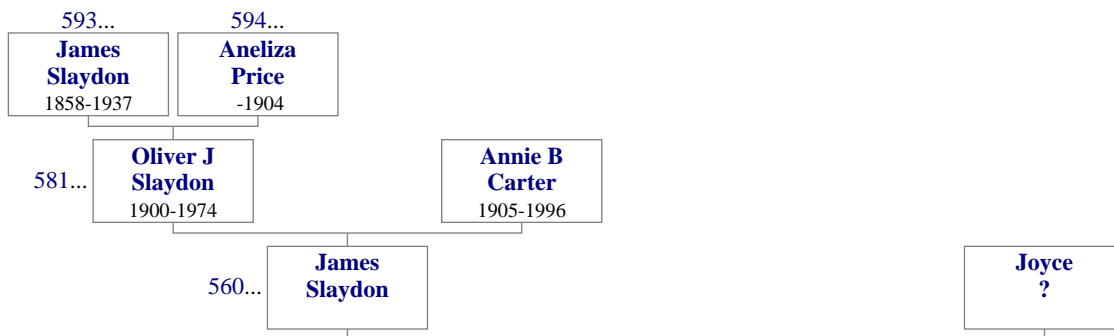 593...
594...
James
Slaydon
1858-1937
Aneliza
Price
-1904
581...
Oliver J
Slaydon
1900-1974
Annie B
Carter
1905-1996
560...
James
Slaydon
Joyce
?